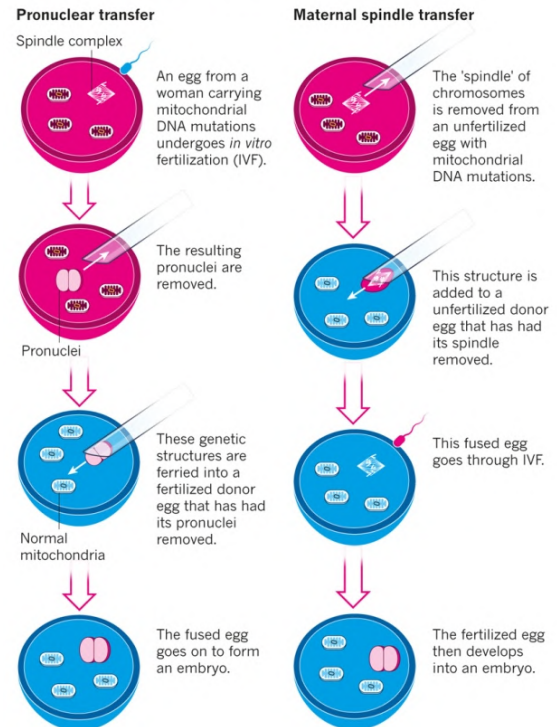 Pronuclear transfer
Spindle complex
An egg from a
woman carrying
mitochondrial
DNA mutations
undergoes in vitro
fertilization (IVF).
The resulting
pronuclei are
removed.
Pronuclei
These genetic
structures are
ferried into a
fertilized donor
egg that has had
its pronuclei
removed.
Normal
mitochondria
The fused egg
goes on to form
an embryo.
Maternal spindle transfer
The 'spindle' of
chromosomes
is removed from
an unfertilized
egg with
mitochondrial
DNA mutations.
This structure is
added to a
unfertilized donor
egg that has had
its spindle
removed.
This fused egg
goes through IVF.
The fertilized egg
then develops
into an embryo.